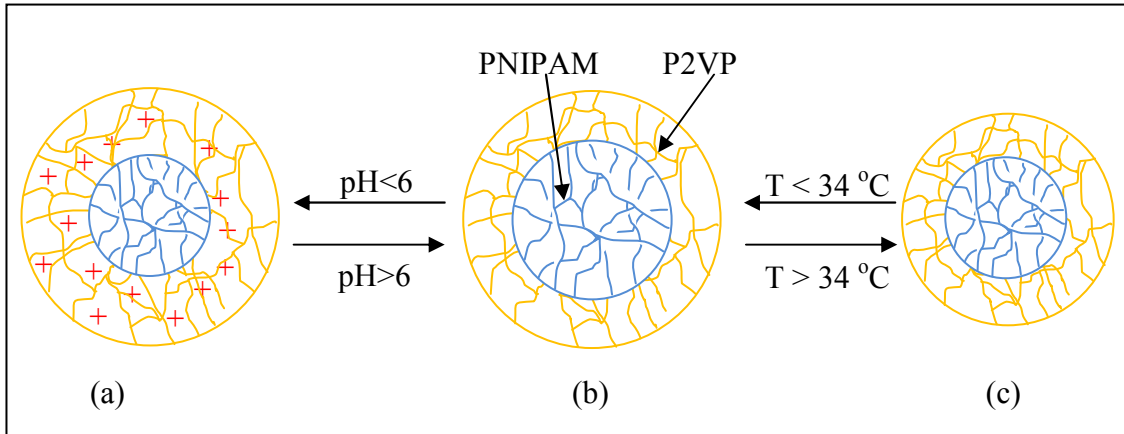 PNIPAM P2VP
pH<6
pH>6
T < 34 °C
T > 34 °C
+ + + + + + + + + + + + + +
(a) (b) (c)